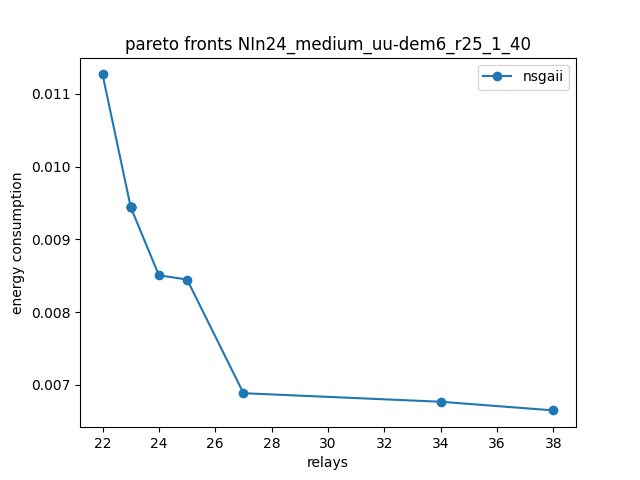 pareto fronts NIn24_medium_uu-dem6_r25_1_40
nsgaii
0.011
0.010
0.009
0.008
0.007
energy consumption
22 24 26 28 30 32 34 36 38
relays